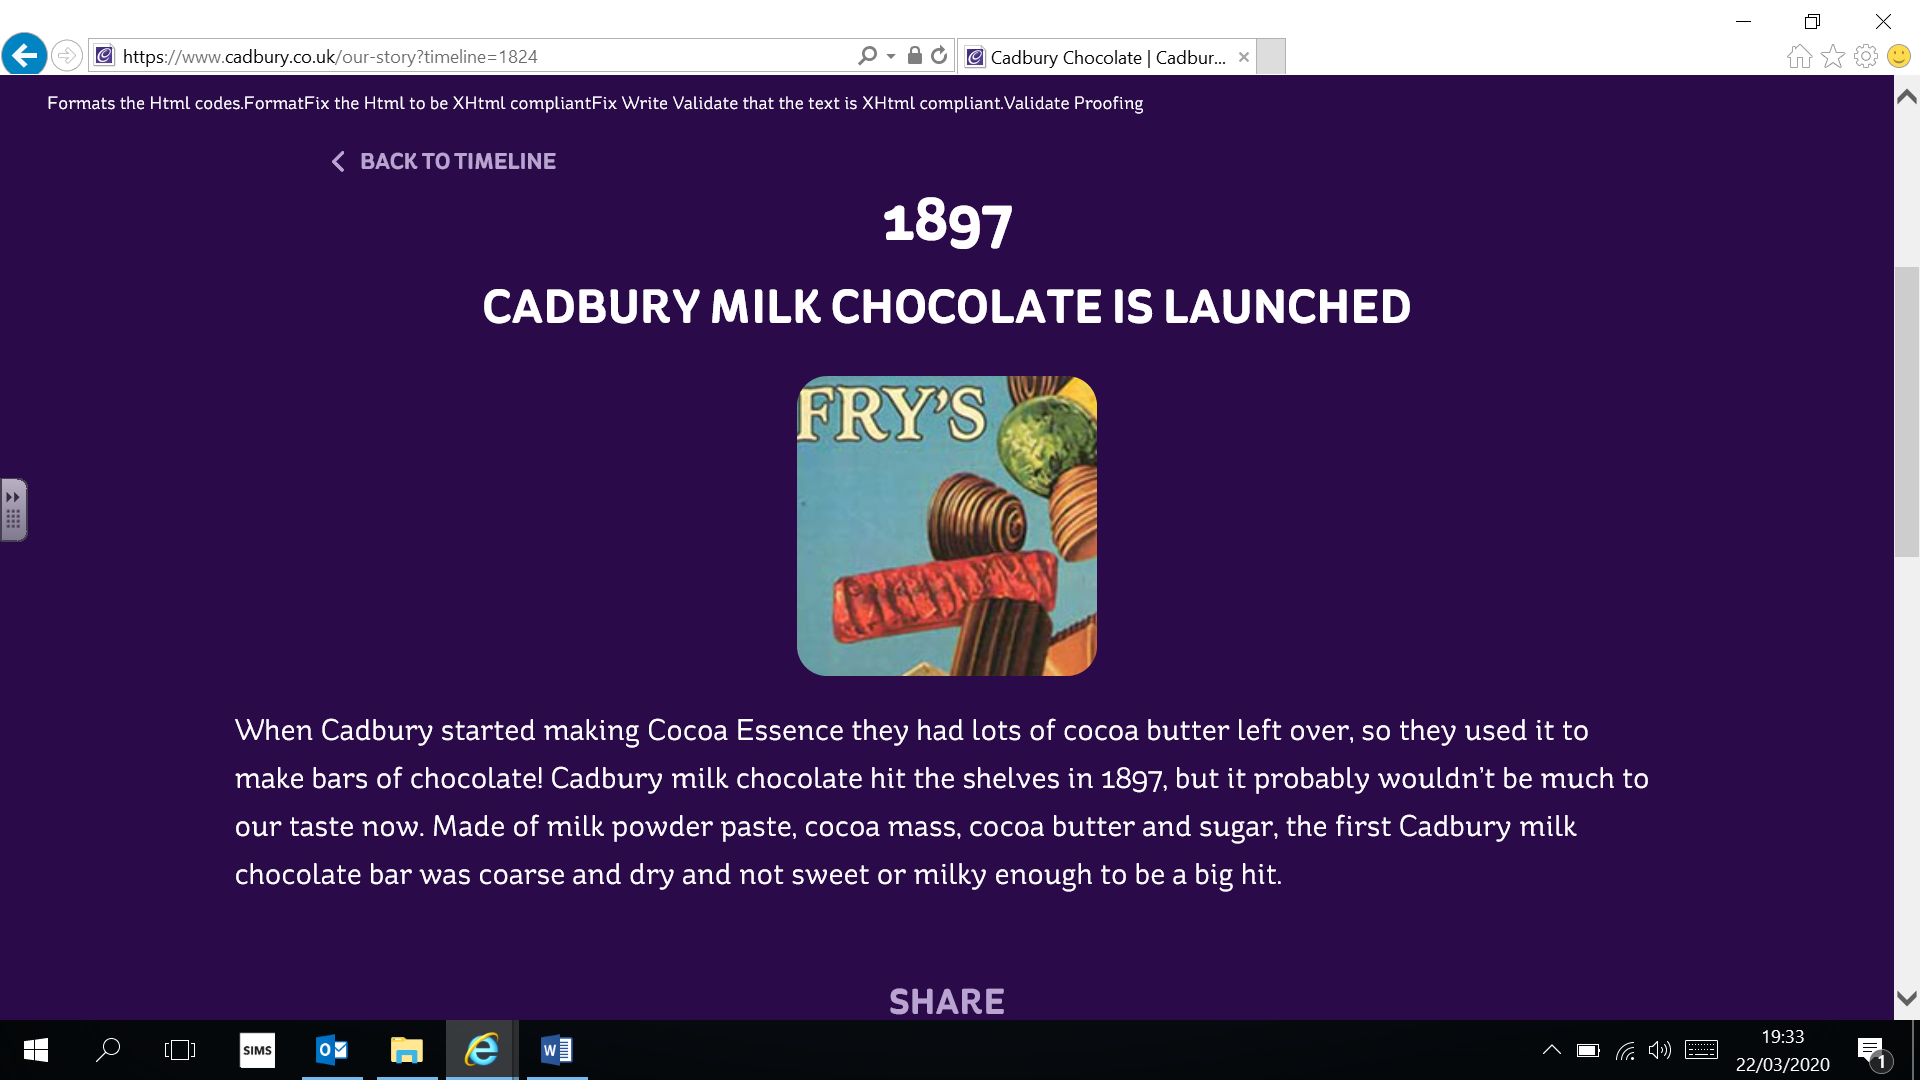 https://www.cadbury.co.uk/our-story?timeline=1824
Cadbury Chocolate | Cadbur...
Formats the Html codes.FormatFix the Html to be XHtml compliantFix Write Validate that the text is XHtml compliant.Validate Proofing
BACK TO TIMELINE
1897
CADBURY MILK CHOCOLATE IS LAUNCHED
FRY'S
When Cadbury started making Cocoa Essence they had lots of cocoa butter left over, so they used it to
make bars of chocolate! Cadbury milk chocolate hit the shelves in 1897, but it probably wouldn't be much to
our taste now. Made of milk powder paste, cocoa mass, cocoa butter and sugar, the first Cadbury milk
chocolate bar was coarse and dry and not sweet or milky enough to be a big hit.
SHARE
SIMS
19:33
22/03/2020
1